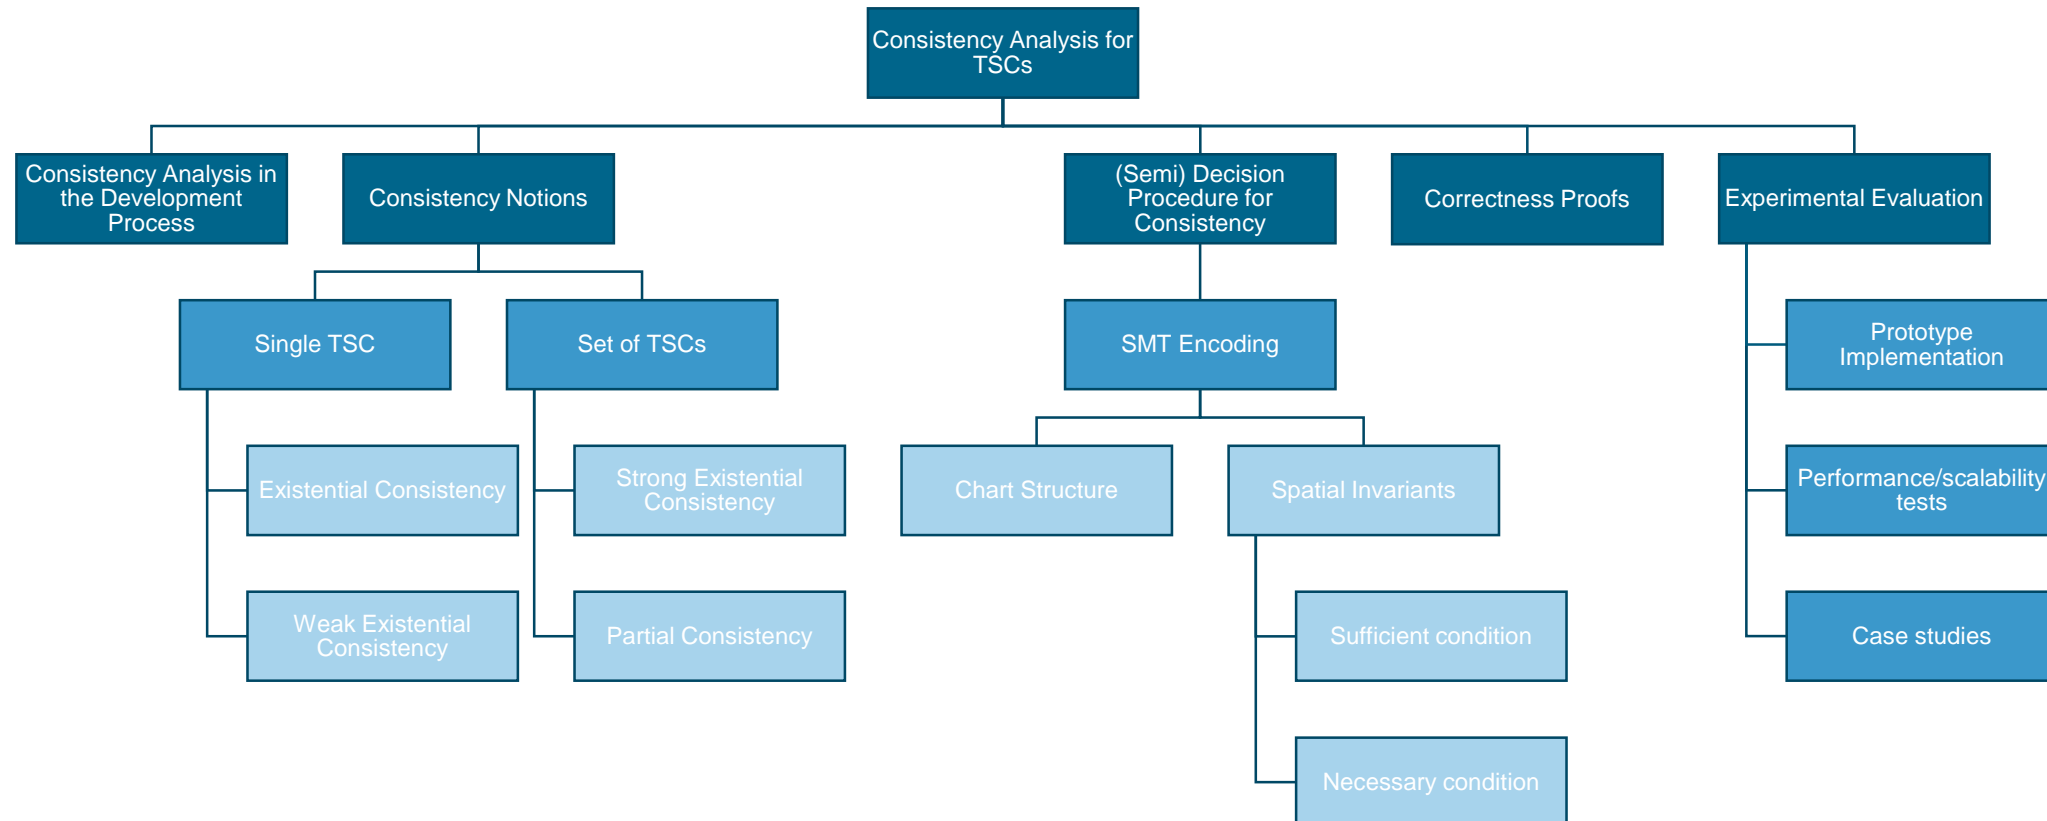 Consistency Analysis for
TSCs
Consistency Analysis in
the Development
Process
Consistency Notions
(Semi) Decision
Procedure for
Consistency
Correctness Proofs
Experimental Evaluation
Single TSC
Set of TSCs
SMT Encoding
Prototype
Implementation
Existential Consistency
Strong Existential
Consistency
Chart Structure
Spatial Invariants
Performance/scalability
tests
Weak Existential
Consistency
Partial Consistency
Sufficient condition
Case studies
Necessary condition